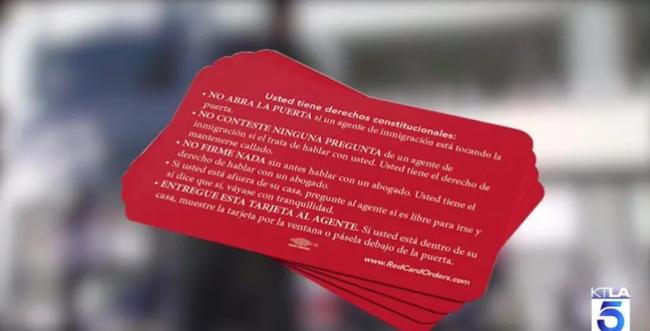 Usted tiene derechos constitucionales:
• NO ABRA LA PUERTA si un agente de inmigración está tocando la
puerta.
• NO CONTESTE NINGUNA PREGUNTA de un agente de
inmigración si el trata de hablar con usted. Usted tiene el derecho de
mantenerse callado.
• NO FIRME NADA sin antes hablar con un abogado. Usted tiene el
derecho de hablar con un abogado.
• Si usted está afuera de su casa, pregunte al agente si es libre para irse y
si dice que si, váyase con tranquilidad.
• ENTREGUE ESTA TARJETA AL AGENTE. Si usted está dentro de su
casa, muestre la tarjeta por la ventana o pásela debajo de la puerta.
www.RedCardOrders.com
KTLA
5